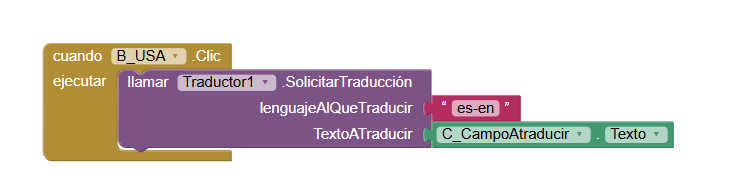 cuando B_USA .Clic
ejecutar llamar Traductor1 .SolicitarTraducción
lenguajeAlQueTraducir " es-en "
TextoATraducir C_CampoAtraducir . Texto